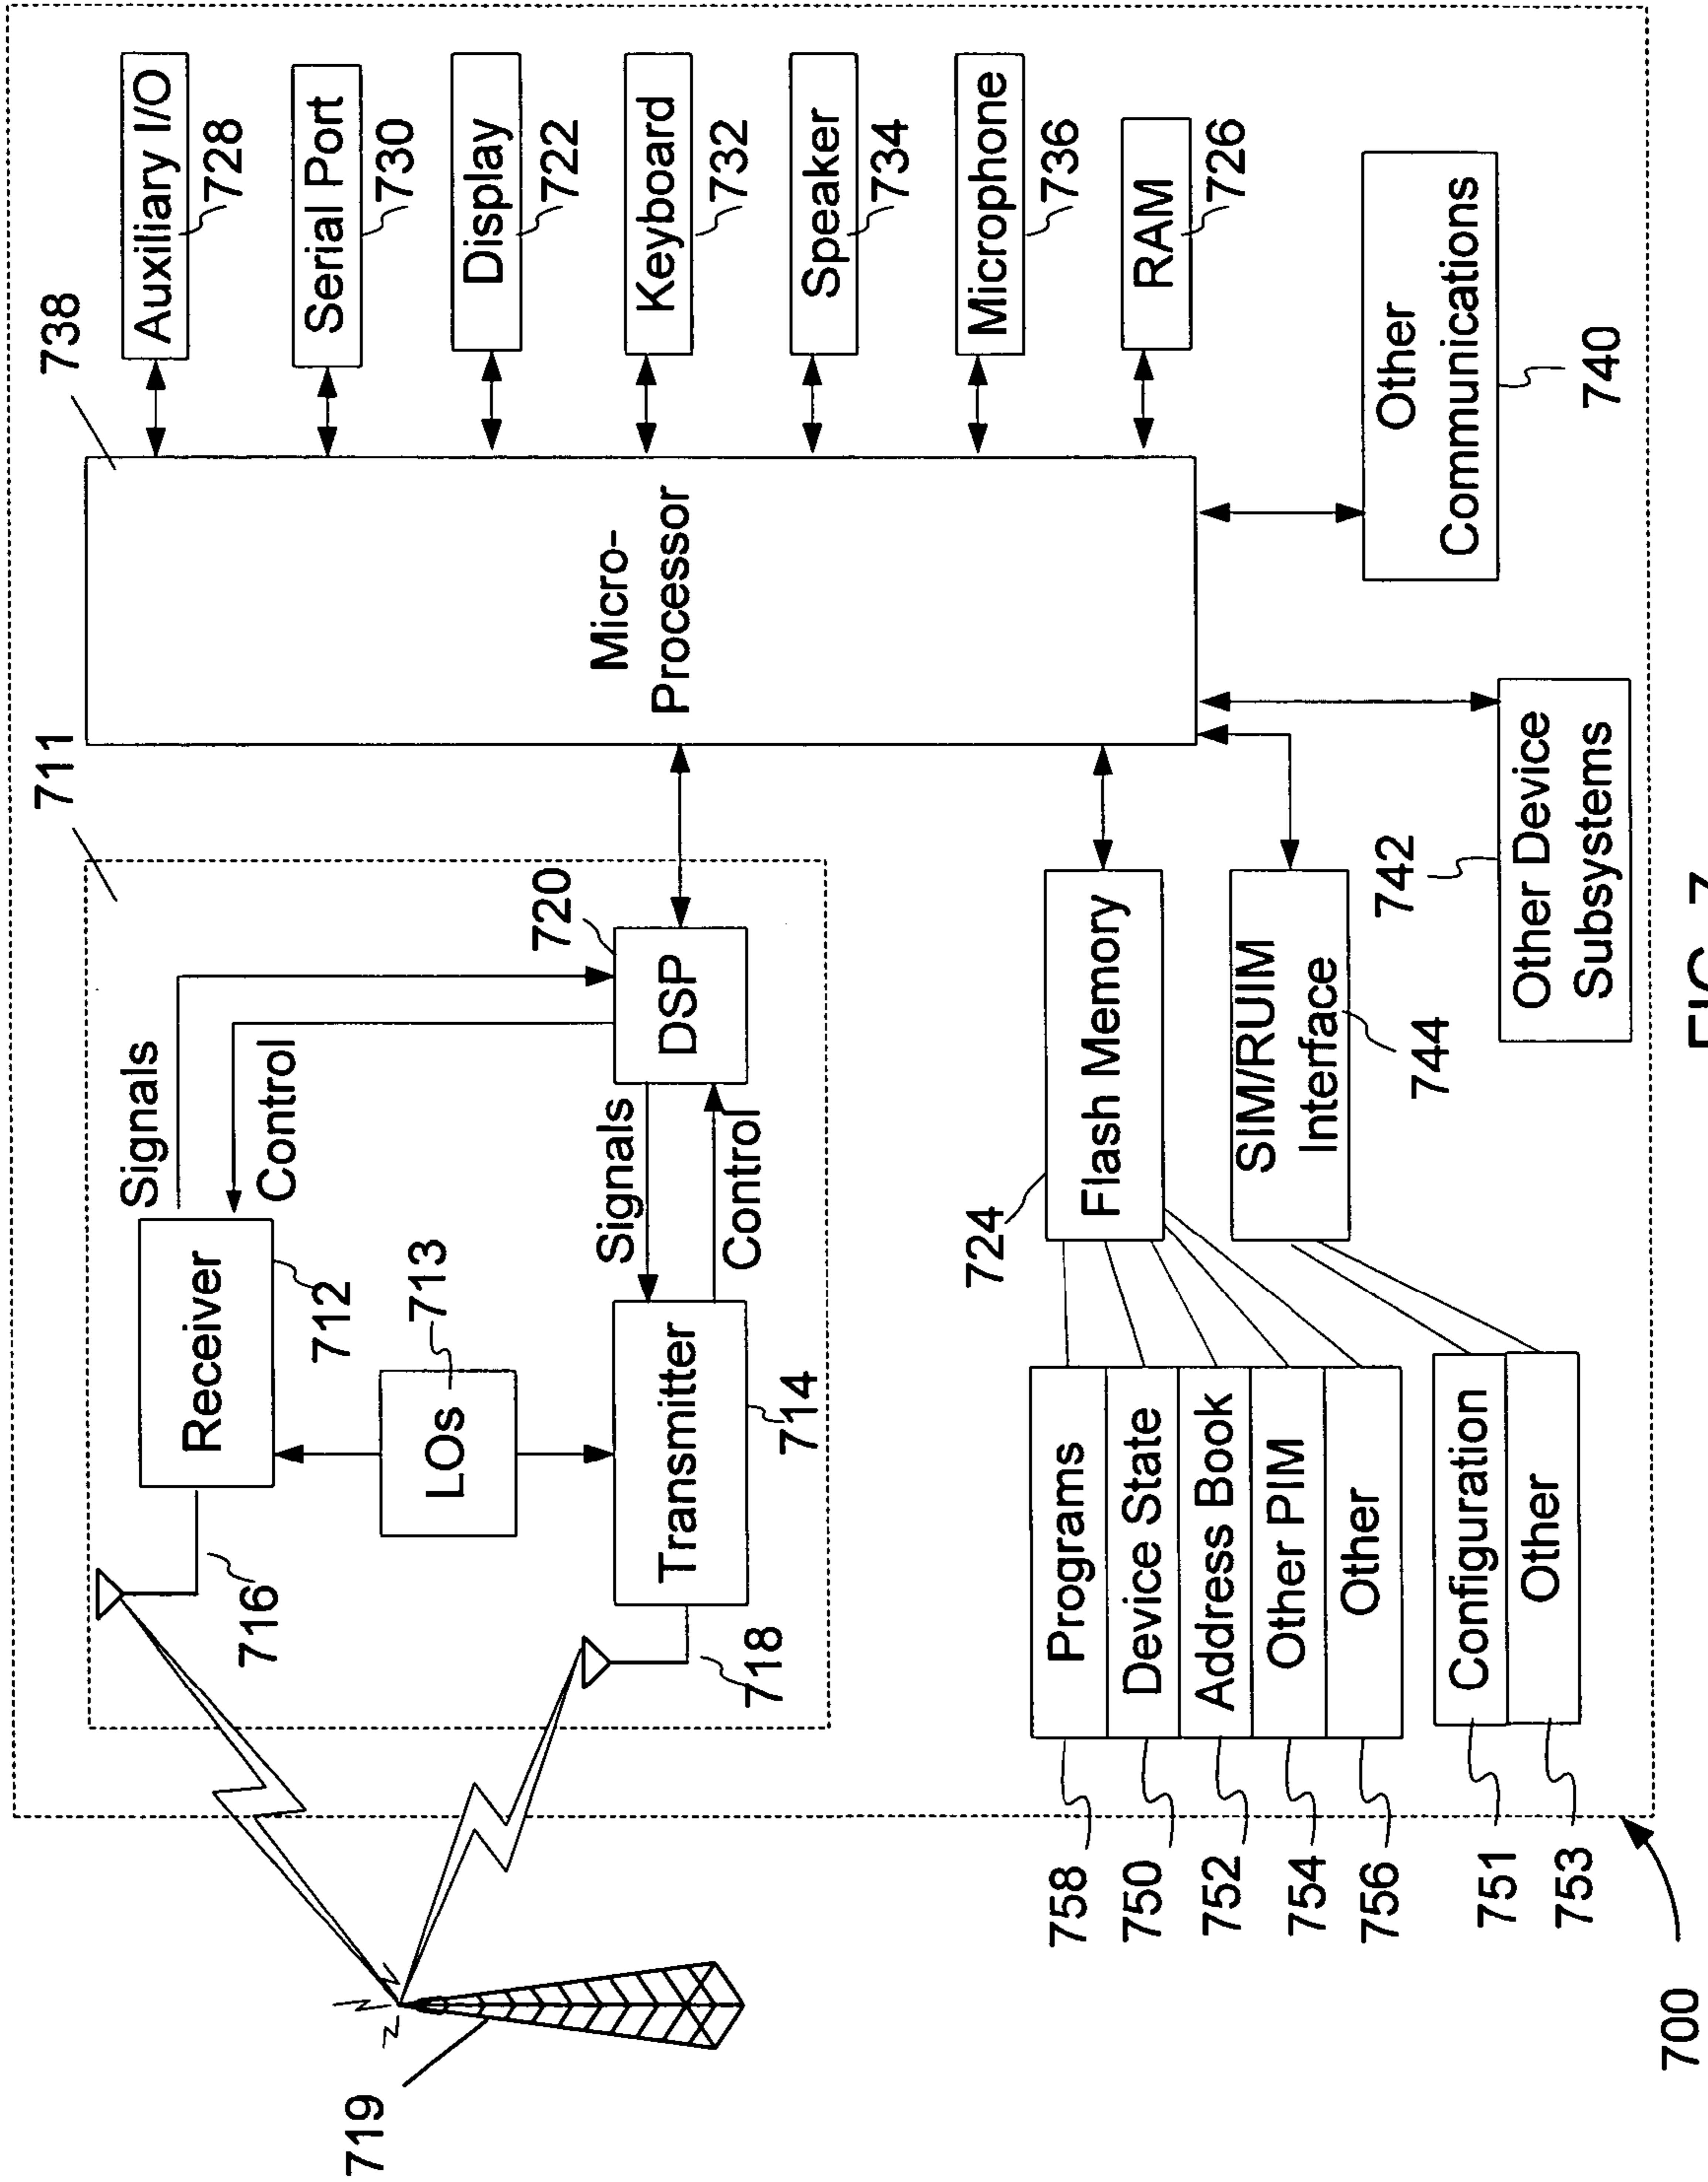 738
711
Auxiliary I/O
728
Serial Port
730
Display
722
Keyboard
732
Speaker
734
Microphone
736
RAM
726
Other
Communications
740
Micro-
Processor
Signals
Control
Receiver
712
716
LOs
713
720
DSP
Signals
Control
Transmitter
714
718
719
724
Flash Memory
SIM/RUIM
Interface
744
742
Other Device
Subsystems
Programs
Device State
Address Book
Other PIM
Other
758
750
752
754
756
Configuration
Other
751
753
700
FIG. 7